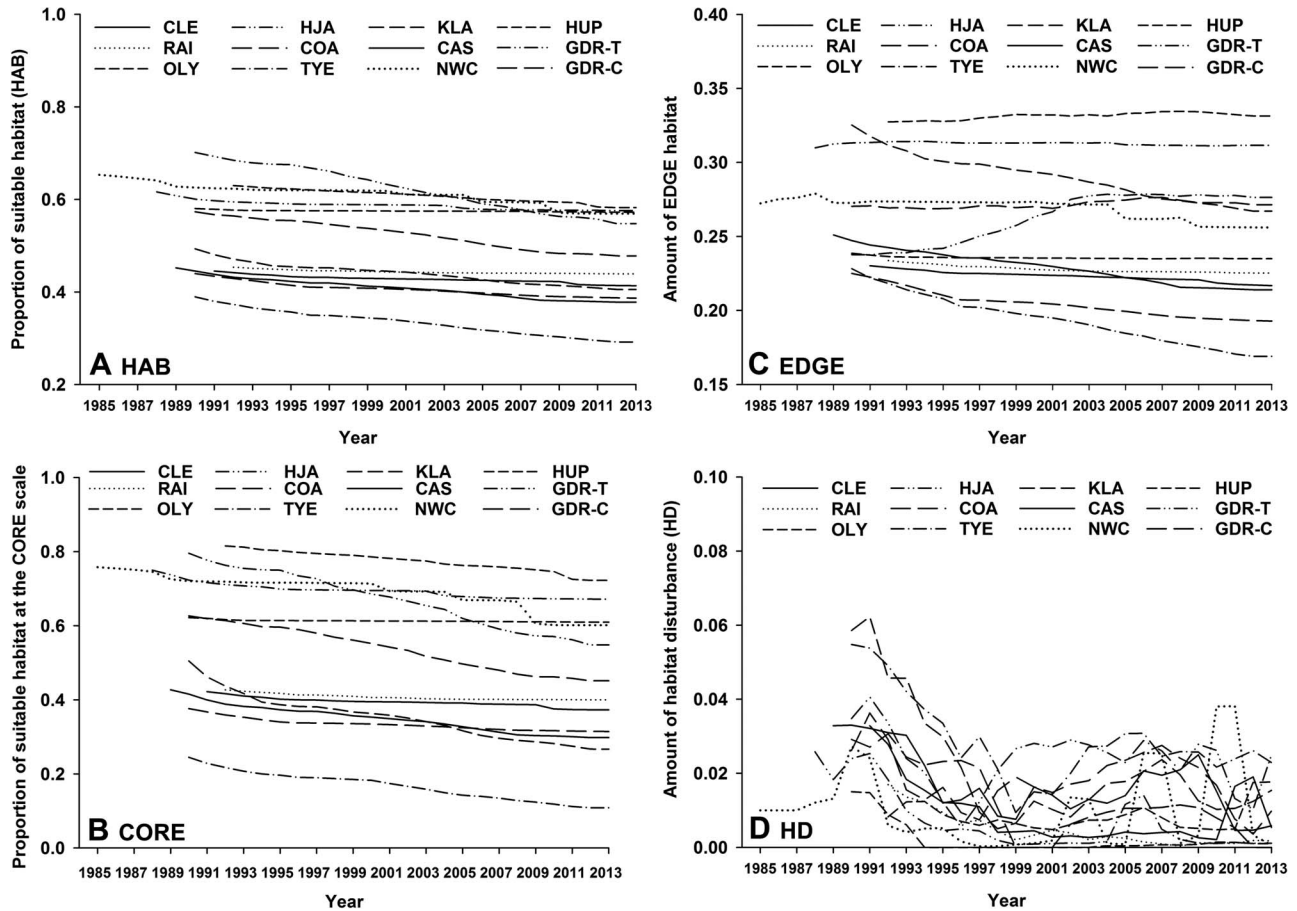 CLE HJA KLA HUP
RAI COA CAS GDR-T
OLY TYE NWC GDR-C
Proportion of suitable habitat (HAB)
1.0
0.8
0.6
0.4
0.2
A HAB
1985 1987 1989 1991 1993 1995 1997 1999 2001 2003 2005 2007 2009 2011 2013
Year
CLE HJA KLA HUP
RAI COA CAS GDR-T
OLY TYE NWC GDR-C
Amount of EDGE habitat
0.40
0.35
0.30
0.25
0.20
0.15
C EDGE
1985 1987 1989 1991 1993 1995 1997 1999 2001 2003 2005 2007 2009 2011 2013
Year
CLE HJA KLA HUP
RAI COA CAS GDR-T
OLY TYE NWC GDR-C
Proportion of suitable habitat at the CORE scale
1.0
0.8
0.6
0.4
0.2
0.0
B CORE
1985 1987 1989 1991 1993 1995 1997 1999 2001 2003 2005 2007 2009 2011 2013
Year
CLE HJA KLA HUP
RAI COA CAS GDR-T
OLY TYE NWC GDR-C
Amount of habitat disturbance (HD)
0.10
0.08
0.06
0.04
0.02
0.00
D HD
1985 1987 1989 1991 1993 1995 1997 1999 2001 2003 2005 2007 2009 2011 2013
Year